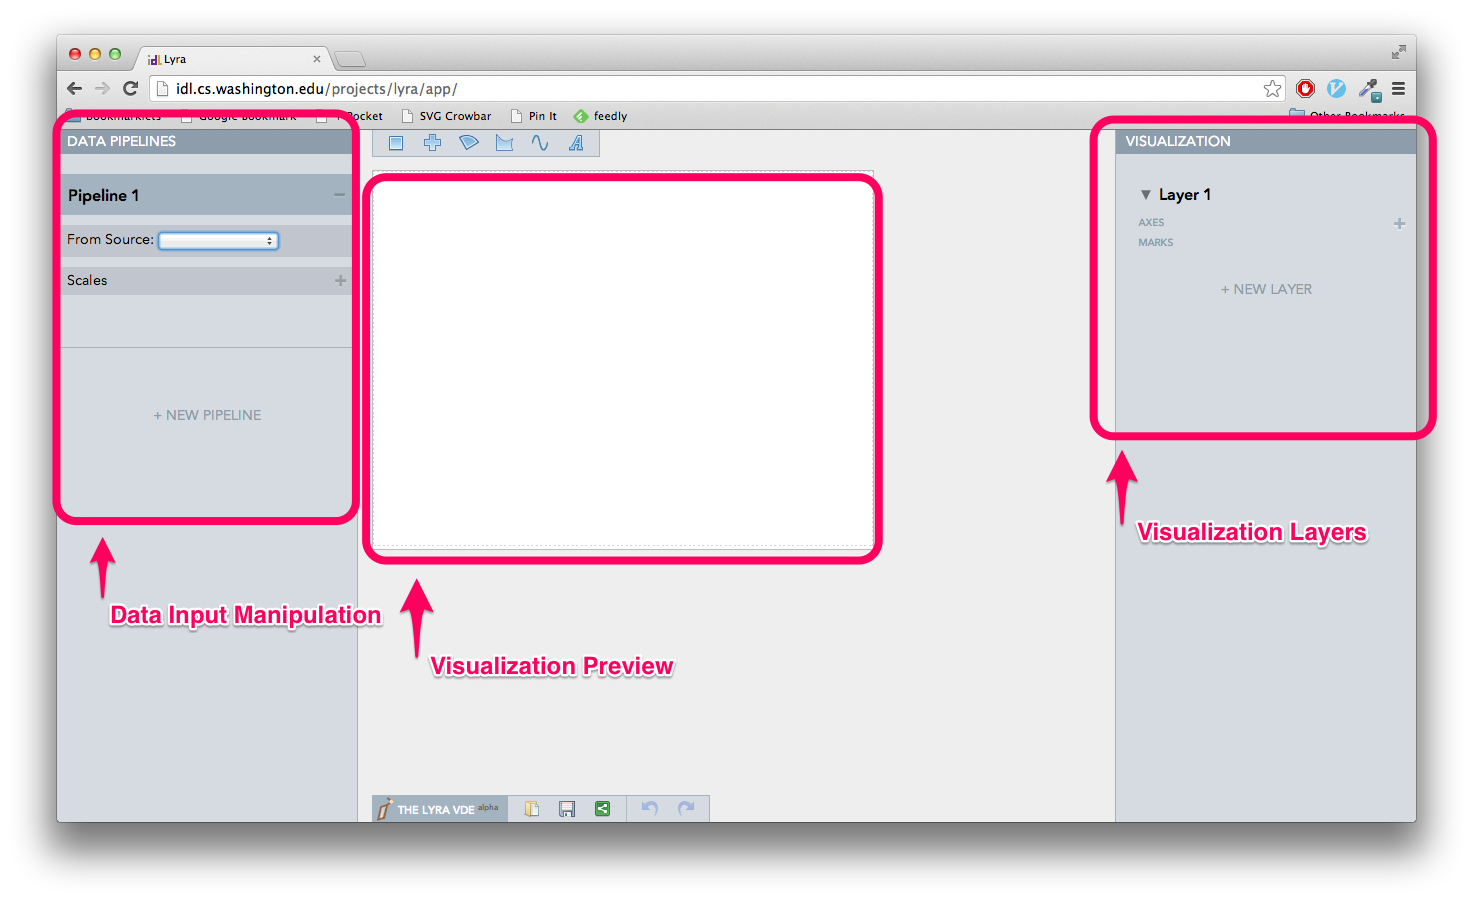 idl Lyra
idl.cs.washington.edu/projects/lyra/app/
Bookmarklets Google Bookmark Pocket SVG Crowbar Pin It feedly Other Bookmarks
DATA PIPELINES
VISUALIZATION
Pipeline 1
Layer 1
AXES
From Source:
MARKS
Scales
+ NEW LAYER
+ NEW PIPELINE
Visualization Layers
Data Input Manipulation
Visualization Preview
THE LYRA VDE alpha